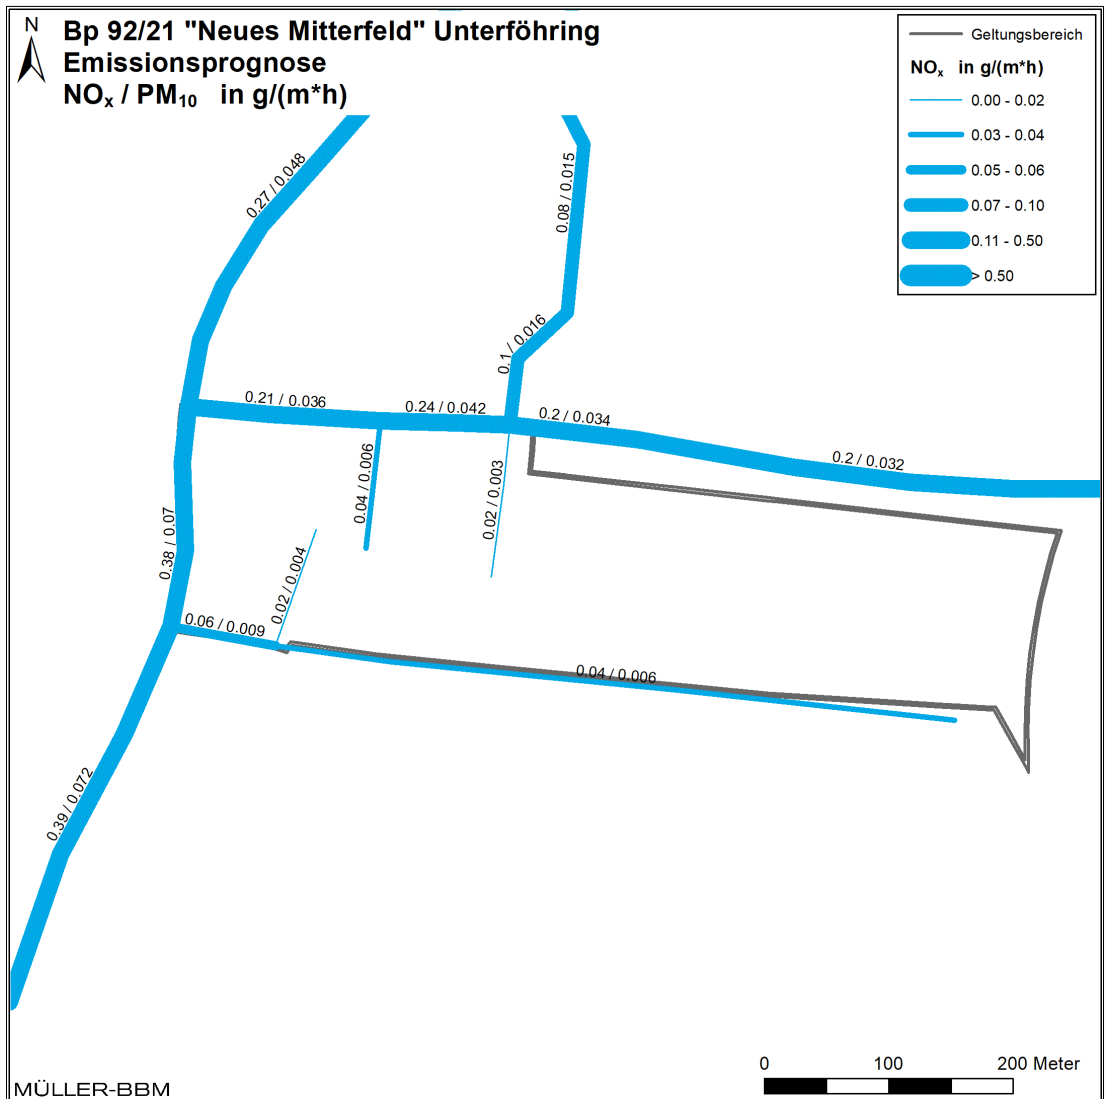 N
Bp 92/21 "Neues Mitterfeld" Unterföhring
Emissionsprognose
NOx / PM10 in g/(m*h)
Geltungsbereich
NOx in g/(m*h)
0.00 - 0.02
0.03 - 0.04
0.05 - 0.06
0.07 - 0.10
0.11 - 0.50
> 0.50
0.27 / 0.048
0.08 / 0.015
0.1 / 0.016
0.21 / 0.036
0.24 / 0.042
0.2 / 0.034
0.2 / 0.032
0.04 / 0.006
0.02 / 0.003
0.38 / 0.07
0.02 / 0.004
0.06 / 0.009
0.04 / 0.006
0.39 / 0.072
0 100 200 Meter
MÜLLER-BBM